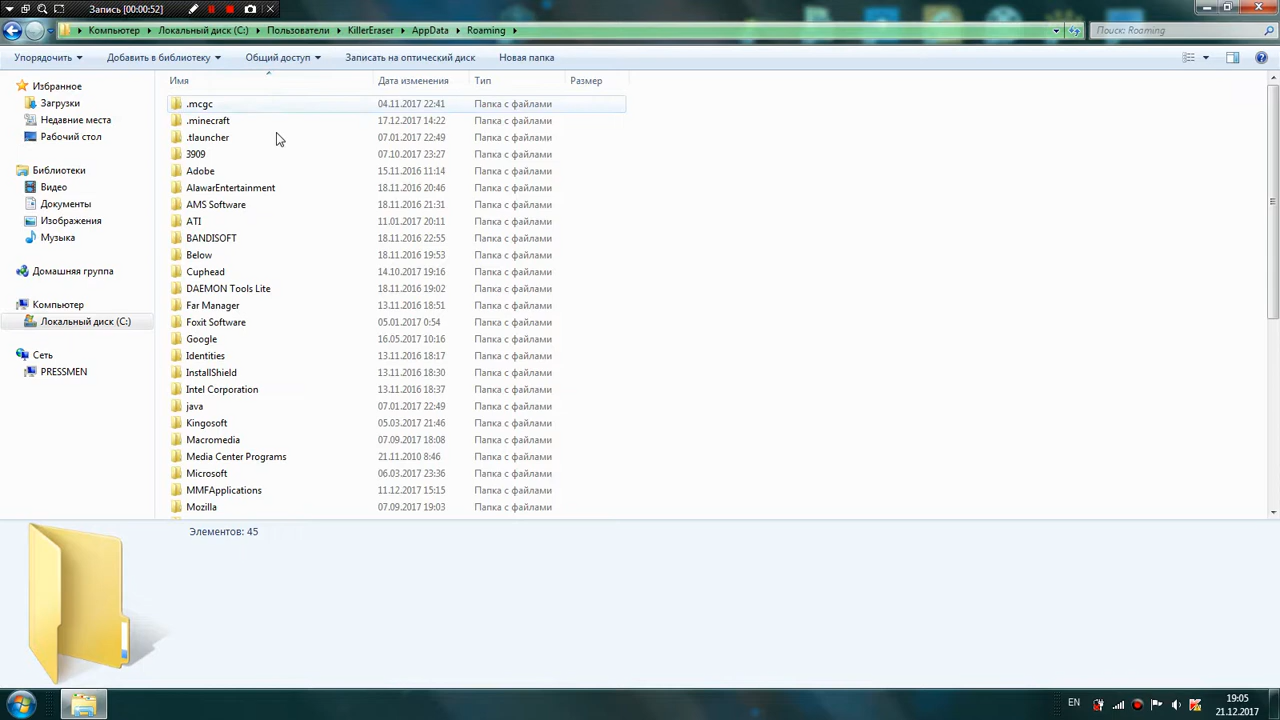 Запись [00:00:52]
Компьютер ▸ Локальный диск (C:) ▸ Пользователи ▸ KillerEraser ▸ AppData ▸ Roaming ▸
Поиск: Roaming
Упорядочить Добавить в библиотеку Общий доступ Записать на оптический диск Новая папка
Избранное
Загрузки
Недавние места
Рабочий стол
Библиотеки
Видео
Документы
Изображения
Музыка
Домашняя группа
Компьютер
Локальный диск (C:)
Сеть
PRESSMEN
Имя Дата изменения Тип Размер
.mcgc 04.11.2017 22:41 Папка с файлами
.minecraft 17.12.2017 14:22 Папка с файлами
.tlauncher 07.01.2017 22:49 Папка с файлами
3909 07.10.2017 23:27 Папка с файлами
Adobe 15.11.2016 11:14 Папка с файлами
AlawarEntertainment 18.11.2016 20:46 Папка с файлами
AMS Software 18.11.2016 21:31 Папка с файлами
ATI 11.01.2017 20:11 Папка с файлами
BANDISOFT 18.11.2016 22:55 Папка с файлами
Below 18.11.2016 19:53 Папка с файлами
Cuphead 14.10.2017 19:16 Папка с файлами
DAEMON Tools Lite 18.11.2016 19:02 Папка с файлами
Far Manager 13.11.2016 18:51 Папка с файлами
Foxit Software 05.01.2017 0:54 Папка с файлами
Google 16.05.2017 10:16 Папка с файлами
Identities 13.11.2016 18:17 Папка с файлами
InstallShield 13.11.2016 18:30 Папка с файлами
Intel Corporation 13.11.2016 18:37 Папка с файлами
java 07.01.2017 22:49 Папка с файлами
Kingosoft 05.03.2017 21:46 Папка с файлами
Macromedia 07.09.2017 18:08 Папка с файлами
Media Center Programs 21.11.2010 8:46 Папка с файлами
Microsoft 06.03.2017 23:36 Папка с файлами
MMFApplications 11.12.2017 15:15 Папка с файлами
Mozilla 07.09.2017 19:03 Папка с файлами
Элементов: 45
EN
19:05
21.12.2017